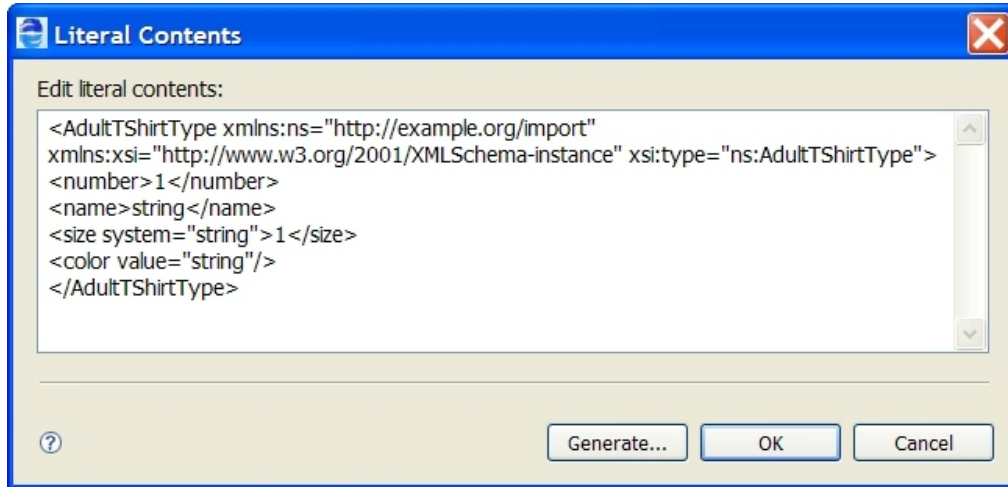 Literal Contents
Edit literal contents:
<AdultTShirtType xmlns:ns="http://example.org/import"
xmlns:xsi="http://www.w3.org/2001/XMLSchema-instance" xsi:type="ns:AdultTShirtType">
<number>1</number>
<name>string</name>
<size system="string">1</size>
<color value="string"/>
</AdultTShirtType>
?
Generate...
OK
Cancel